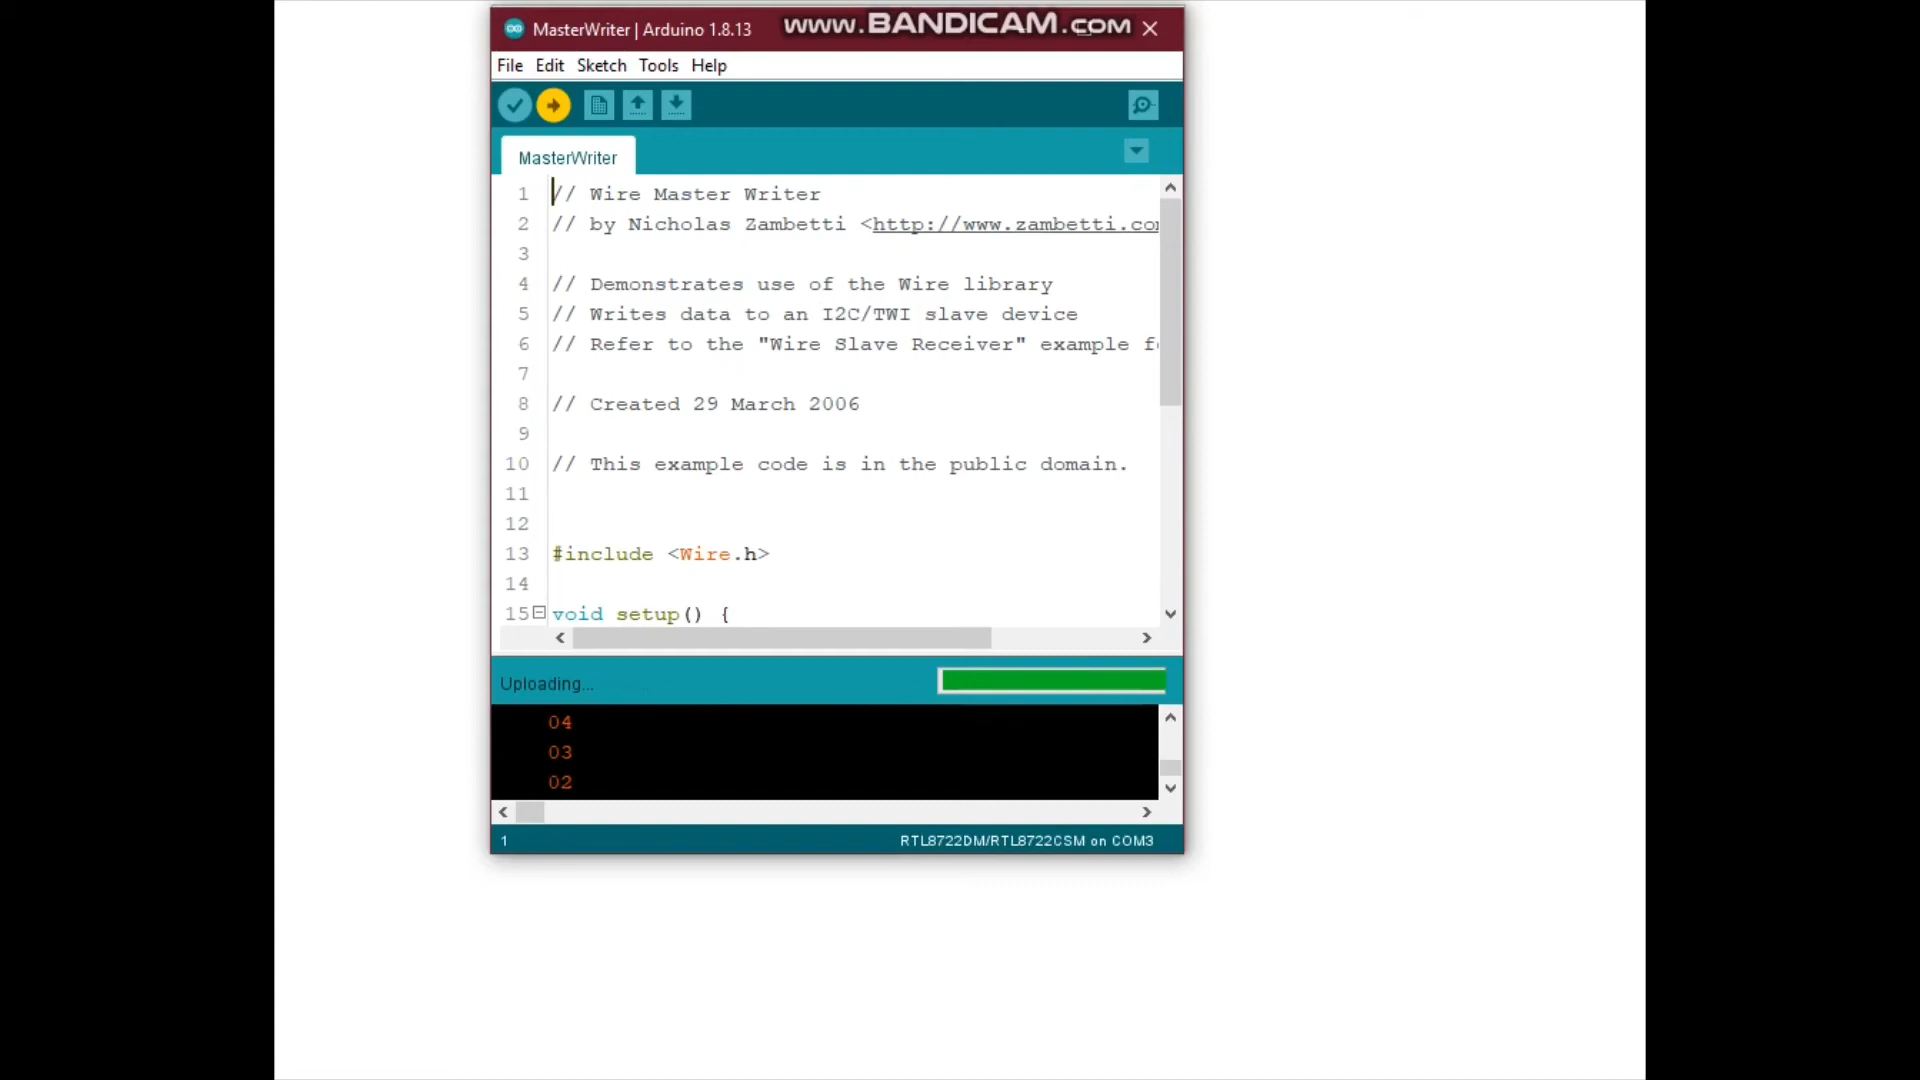 MasterWriter | Arduino 1.8.13
www.BANDICAM.com
File Edit Sketch Tools Help
MasterWriter
1 // Wire Master Writer
2 // by Nicholas Zambetti <http://www.zambetti.co
3
4 // Demonstrates use of the Wire library
5 // Writes data to an I2C/TWI slave device
6 // Refer to the "Wire Slave Receiver" example f
7
8 // Created 29 March 2006
9
10 // This example code is in the public domain.
11
12
13 #include <Wire.h>
14
15 void setup() {
Uploading...
04
03
02
1 RTL8722DM/RTL8722CSM on COM3